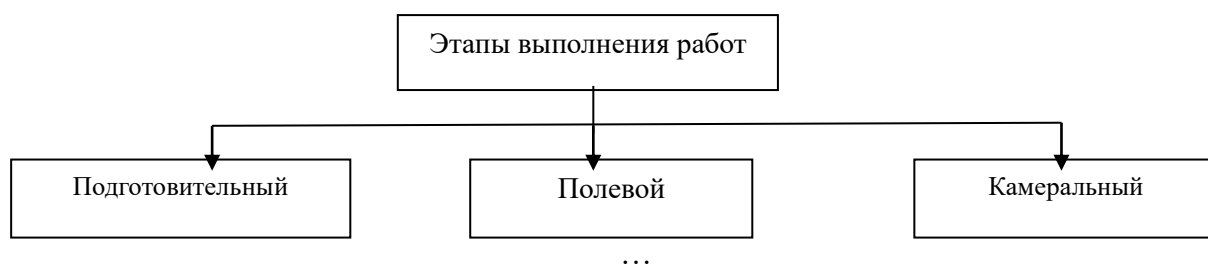 Этапы выполнения работ
Подготовительный
Полевой
Камеральный
…